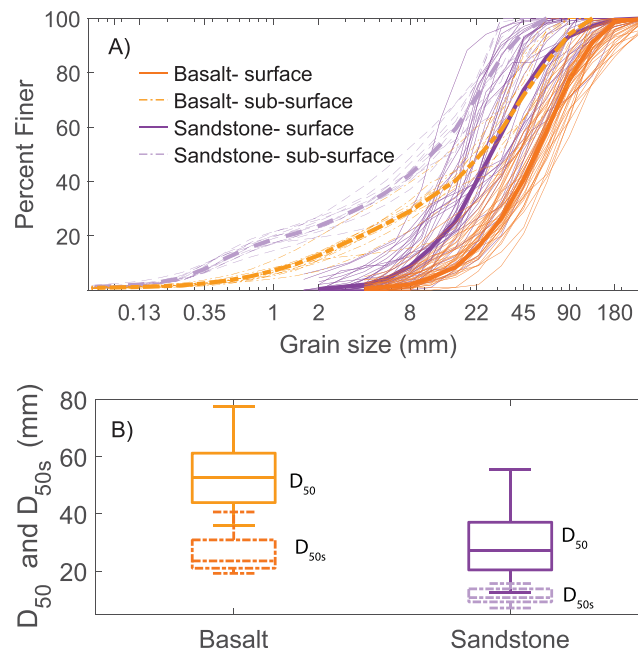 A)
Basalt- surface
Basalt- sub-surface
Sandstone- surface
Sandstone- sub-surface
Percent Finer
100
80
60
40
20
0.13 0.35 1 2 8 22 45 90 180
Grain size (mm)
B)
D50 and D50s (mm)
80
60
40
20
D50
D50s
D50
D50s
Basalt Sandstone